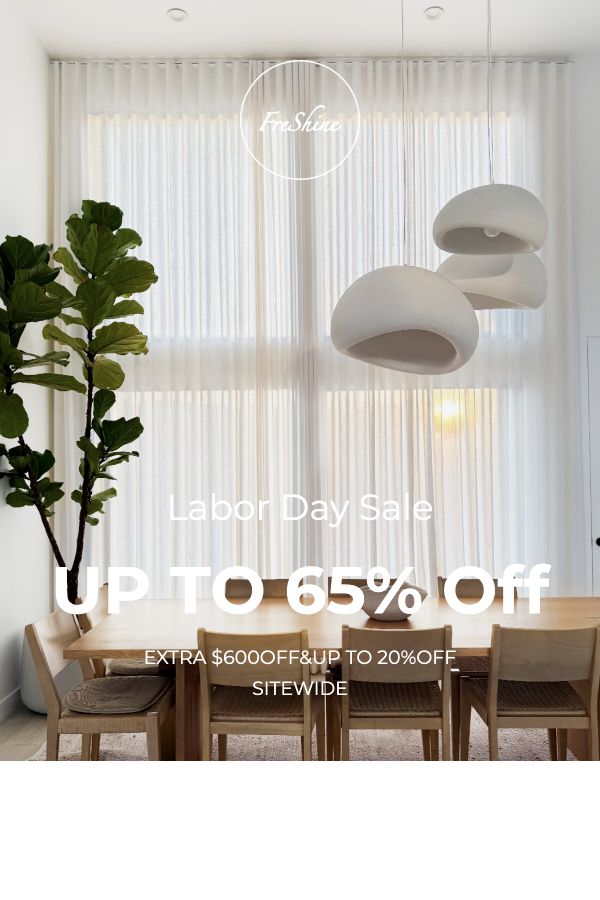 FreShine
Labor Day Sale
UP TO 65% Off
EXTRA $600OFF&UP TO 20%OFF
SITEWIDE